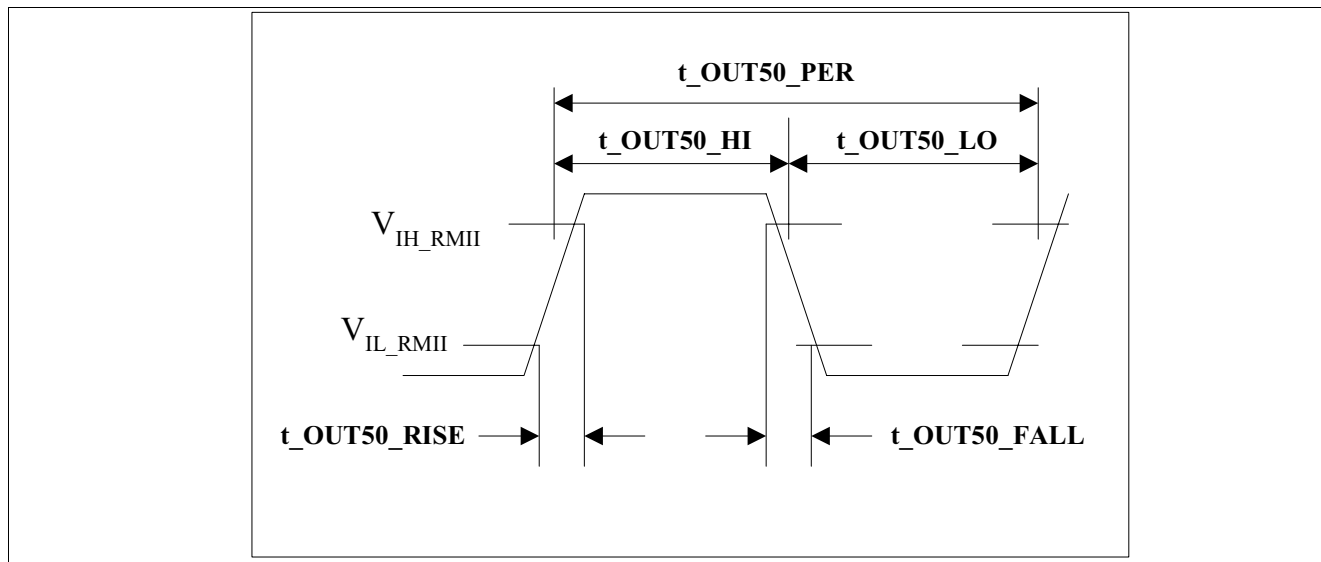 t_OUT50_PER
t_OUT50_HI
t_OUT50_LO
V_IH_RMII
V_IL_RMII
t_OUT50_RISE
t_OUT50_FALL